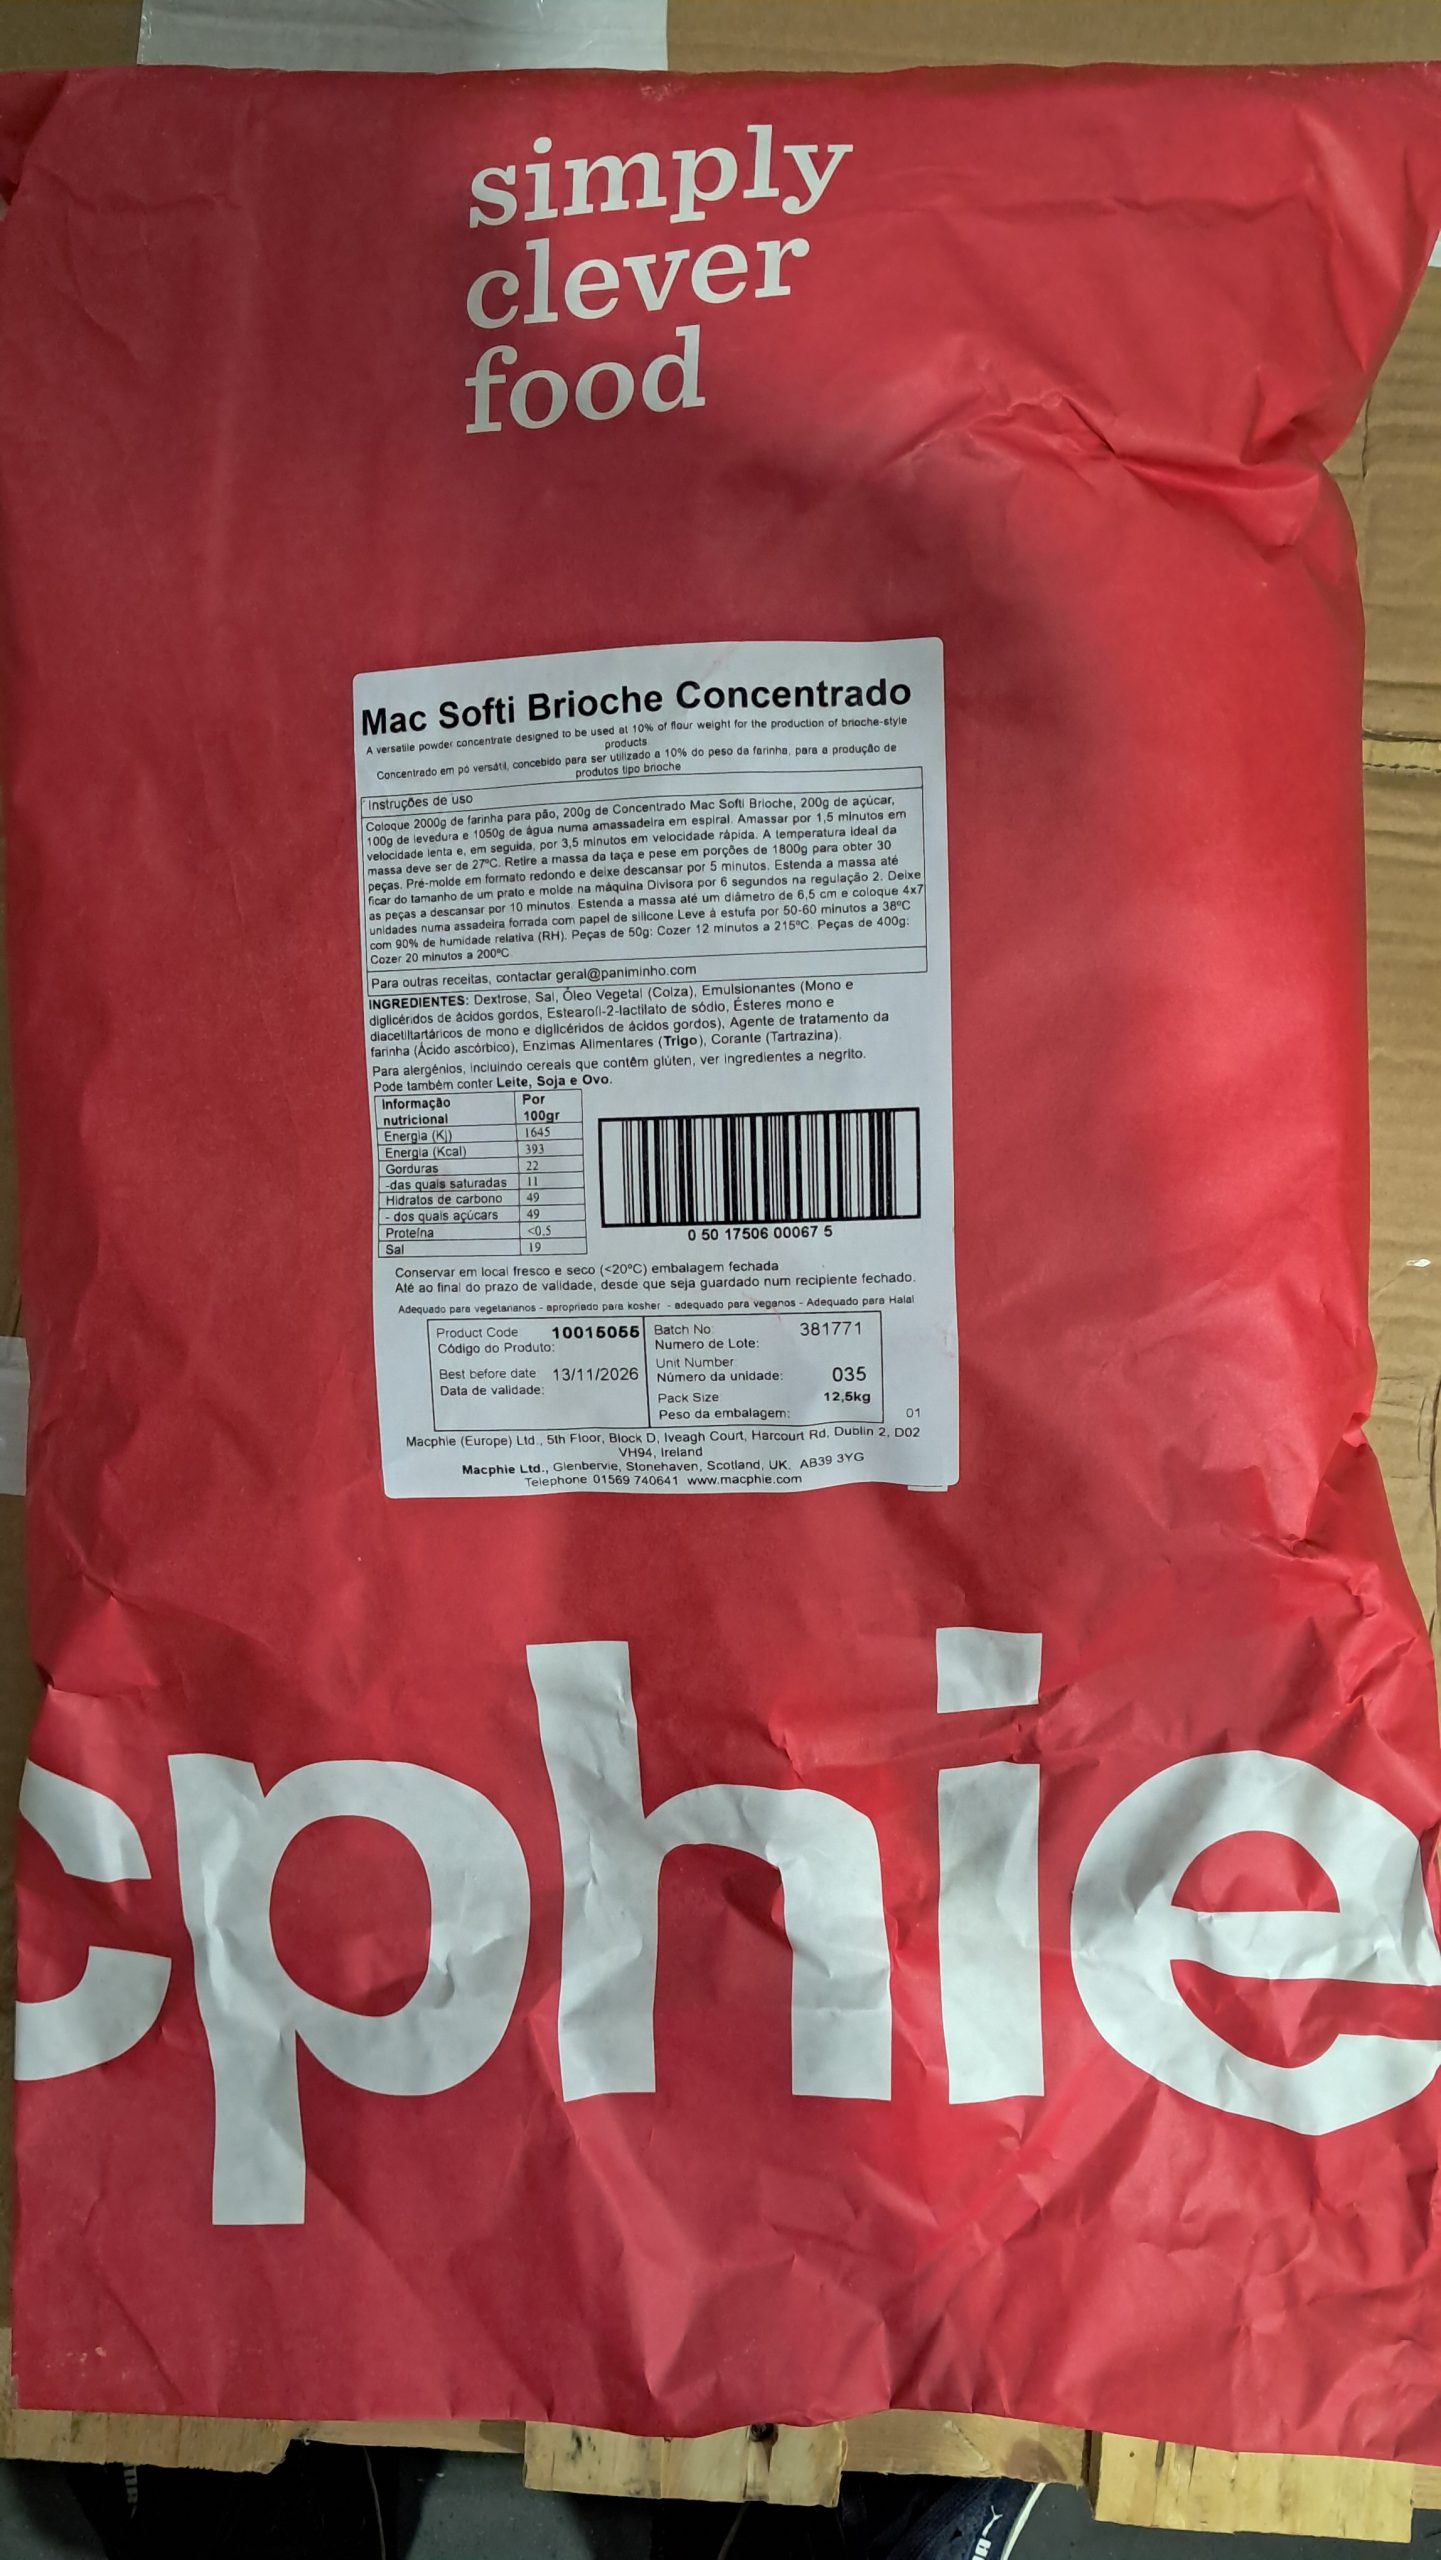 simply
clever
food
Mac Softi Brioche Concentrado
A versatile powder concentrate designed to be used at 10% of flour weight for the production of brioche-style
products
Concentrado em pó versátil, concebido para ser utilizado a 10% do peso da farinha, para a produção de
produtos tipo brioche
Instruções de uso
Coloque 2000g de farinha para pão, 200g de Concentrado Mac Softi Brioche, 200g de açúcar,
100g de levedura e 1050g de água numa amassadeira em espiral. Amassar por 1,5 minutos em
velocidade lenta e, em seguida, por 3,5 minutos em velocidade rápida. A temperatura ideal da
massa deve ser de 27ºC. Retire a massa da taça e pese em porções de 1800g para obter 30
peças. Pré-molde em formato redondo e deixe descansar por 5 minutos. Estenda a massa até
ficar do tamanho de um prato e molde na máquina Divisora por 6 segundos na regulação 2. Deixe
as peças a descansar por 10 minutos. Estenda a massa até um diâmetro de 6,5 cm e coloque 4x7
unidades numa assadeira forrada com papel de silicone.Leve à estufa por 50-60 minutos a 38ºC
com 90% de humidade relativa (RH). Peças de 50g: Cozer 12 minutos a 215ºC. Peças de 400g:
Cozer 20 minutos a 200ºC
Para outras receitas, contactar geral@paniminho.com
INGREDIENTES: Dextrose, Sal, Óleo Vegetal (Colza), Emulsionantes (Mono e
diglicéridos de ácidos gordos, Estearoíl-2-lactilato de sódio, Ésteres mono e
diacetiltartáricos de mono e diglicéridos de ácidos gordos), Agente de tratamento da
farinha (Ácido ascórbico), Enzimas Alimentares (Trigo), Corante (Tartrazina).
Para alergénios, incluindo cereais que contêm glúten, ver ingredientes a negrito.
Pode também conter Leite, Soja e Ovo.
Informação nutricional Por 100gr
Energia (Kj) 1645
Energia (Kcal) 393
Gorduras 22
-das quais saturadas 11
Hidratos de carbono 49
- dos quais açúcars 49
Proteína <0,5
Sal 19
0 50 17506 00067 5
Conservar em local fresco e seco (<20ºC) embalagem fechada
Até ao final do prazo de validade, desde que seja guardado num recipiente fechado.
Adequado para vegetarianos - apropriado para kosher - adequado para veganos - Adequado para Halal
Product Code 10015055
Código do Produto:
Best before date 13/11/2026
Data de validade:
Batch No 381771
Numero de Lote:
Unit Number
Número da unidade: 035
Pack Size 12,5kg
Peso da embalagem:
01
Macphie (Europe) Ltd., 5th Floor, Block D, Iveagh Court, Harcourt Rd, Dublin 2, D02
VH94, Ireland
Macphie Ltd., Glenbervie, Stonehaven, Scotland, UK. AB39 3YG
Telephone 01569 740641 www.macphie.com
cphie